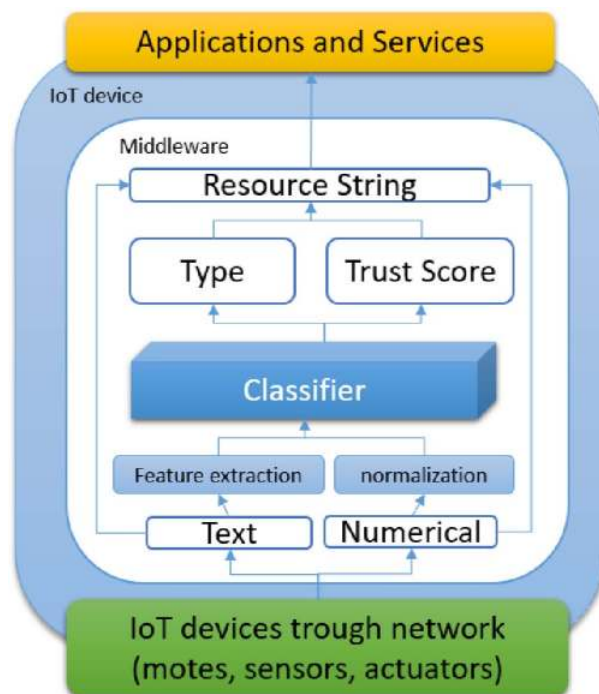 Applications and Services
IoT device
Middleware
Resource String
Type
Trust Score
Classifier
Feature extraction
normalization
Text
Numerical
IoT devices trough network
(motes, sensors, actuators)